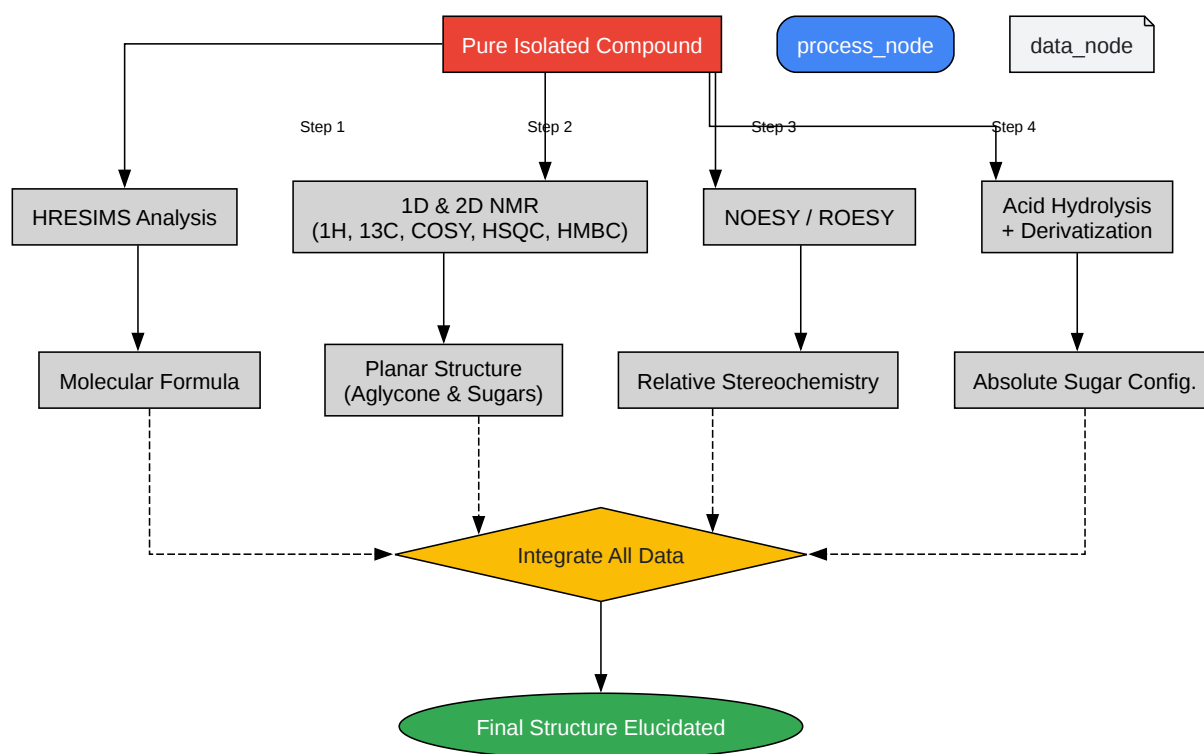 Pure Isolated Compound
process_node
data_node
Step 1
Step 2
Step 3
Step 4
HRESIMS Analysis
1D & 2D NMR
(1H, 13C, COSY, HSQC, HMBC)
NOESY / ROESY
Acid Hydrolysis
+ Derivatization
Molecular Formula
Planar Structure
(Aglycone & Sugars)
Relative Stereochemistry
Absolute Sugar Config.
Integrate All Data
Final Structure Elucidated